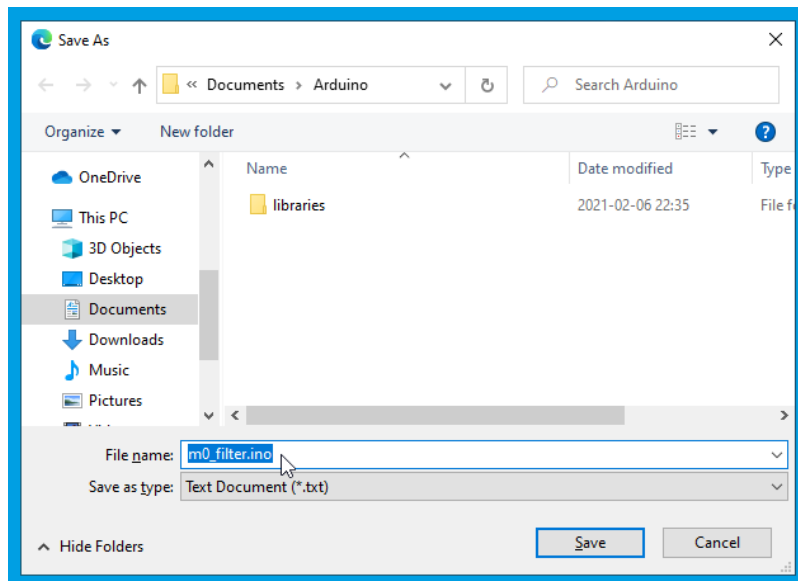 Save As
« Documents › Arduino
Search Arduino
Organize
New folder
Name
Date modified
Type
OneDrive
This PC
3D Objects
Desktop
Documents
Downloads
Music
Pictures
libraries
2021-02-06 22:35
File f
File name: m0_filter.ino
Save as type: Text Document (*.txt)
Hide Folders
Save
Cancel